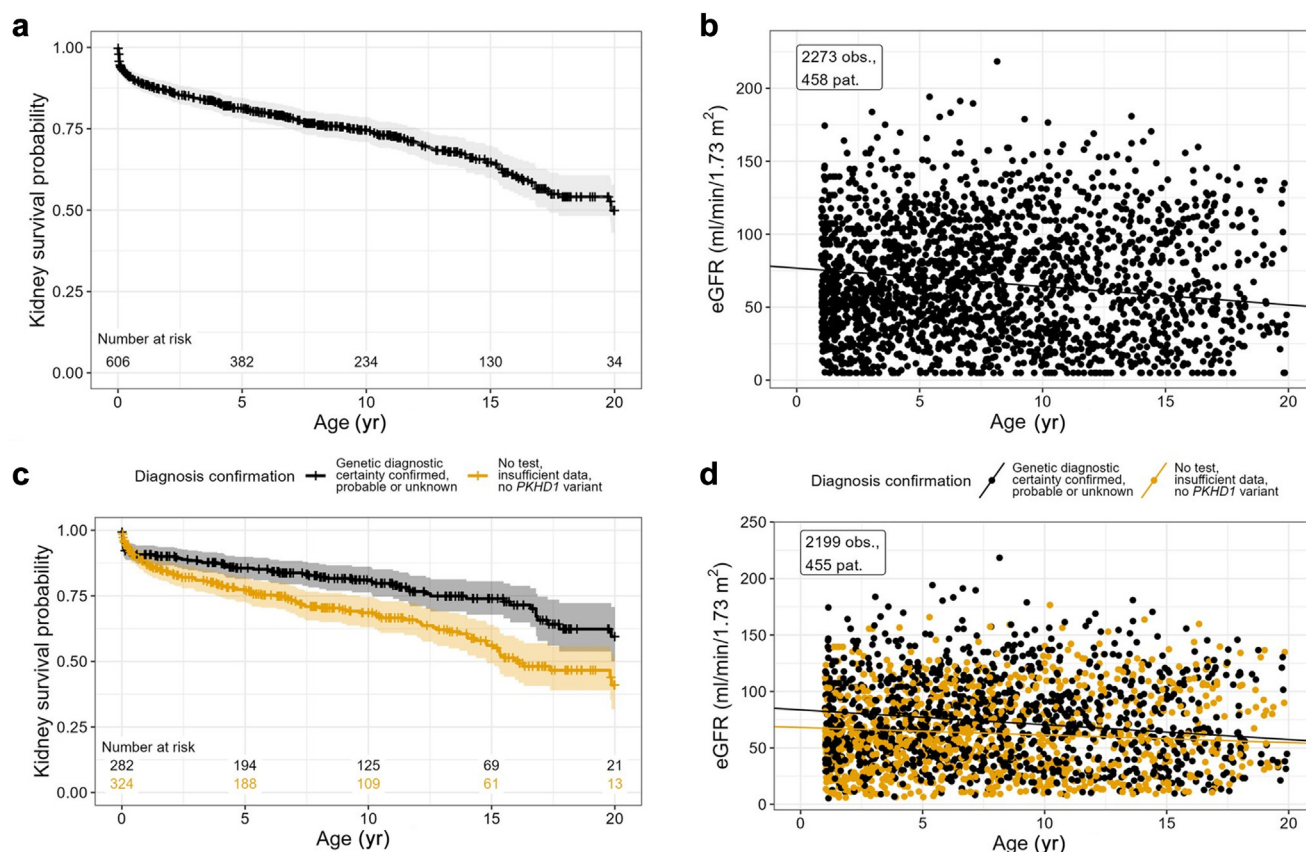 a
1.00
0.75
0.50
0.25
0.00
Kidney survival probability
Number at risk
606 382 234 130 34
0 5 10 15 20
Age (yr)
b
2273 obs.,
458 pat.
200
150
100
50
0
eGFR (ml/min/1.73 m²)
0 5 10 15 20
Age (yr)
c
Diagnosis confirmation
Genetic diagnostic
certainty confirmed,
probable or unknown
No test,
insufficient data,
no PKHD1 variant
1.00
0.75
0.50
0.25
0.00
Kidney survival probability
Number at risk
282 194 125 69 21
324 188 109 61 13
0 5 10 15 20
Age (yr)
d
Diagnosis confirmation
Genetic diagnostic
certainty confirmed,
probable or unknown
No test,
insufficient data,
no PKHD1 variant
2199 obs.,
455 pat.
250
200
150
100
50
0
eGFR (ml/min/1.73 m²)
0 5 10 15 20
Age (yr)